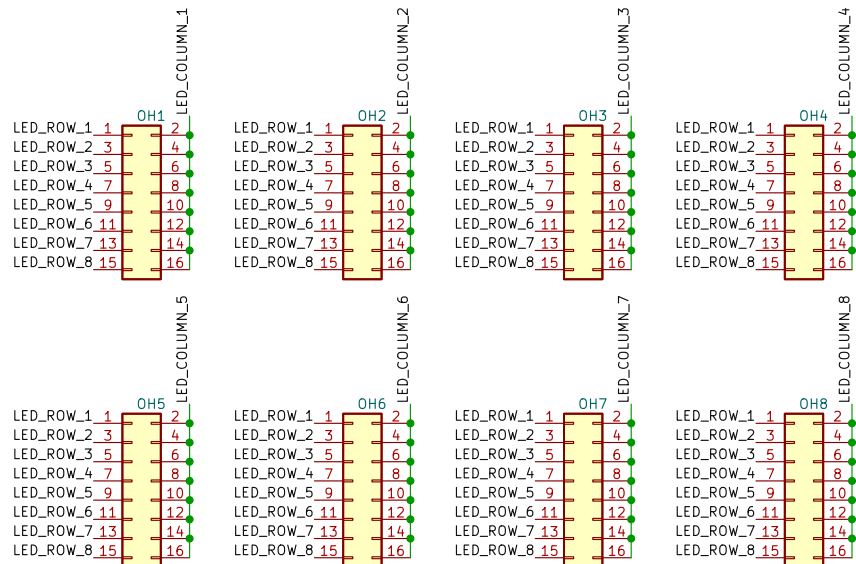 LED_COLUMN_1 LED_COLUMN_2 LED_COLUMN_3 LED_COLUMN_4
OH1 OH2 OH3 OH4
LED_ROW_1 1 2 LED_ROW_1 1 2 LED_ROW_1 1 2 LED_ROW_1 1 2
LED_ROW_2 3 4 LED_ROW_2 3 4 LED_ROW_2 3 4 LED_ROW_2 3 4
LED_ROW_3 5 6 LED_ROW_3 5 6 LED_ROW_3 5 6 LED_ROW_3 5 6
LED_ROW_4 7 8 LED_ROW_4 7 8 LED_ROW_4 7 8 LED_ROW_4 7 8
LED_ROW_5 9 10 LED_ROW_5 9 10 LED_ROW_5 9 10 LED_ROW_5 9 10
LED_ROW_6 11 12 LED_ROW_6 11 12 LED_ROW_6 11 12 LED_ROW_6 11 12
LED_ROW_7 13 14 LED_ROW_7 13 14 LED_ROW_7 13 14 LED_ROW_7 13 14
LED_ROW_8 15 16 LED_ROW_8 15 16 LED_ROW_8 15 16 LED_ROW_8 15 16
LED_COLUMN_5 LED_COLUMN_6 LED_COLUMN_7 LED_COLUMN_8
OH5 OH6 OH7 OH8
LED_ROW_1 1 2 LED_ROW_1 1 2 LED_ROW_1 1 2 LED_ROW_1 1 2
LED_ROW_2 3 4 LED_ROW_2 3 4 LED_ROW_2 3 4 LED_ROW_2 3 4
LED_ROW_3 5 6 LED_ROW_3 5 6 LED_ROW_3 5 6 LED_ROW_3 5 6
LED_ROW_4 7 8 LED_ROW_4 7 8 LED_ROW_4 7 8 LED_ROW_4 7 8
LED_ROW_5 9 10 LED_ROW_5 9 10 LED_ROW_5 9 10 LED_ROW_5 9 10
LED_ROW_6 11 12 LED_ROW_6 11 12 LED_ROW_6 11 12 LED_ROW_6 11 12
LED_ROW_7 13 14 LED_ROW_7 13 14 LED_ROW_7 13 14 LED_ROW_7 13 14
LED_ROW_8 15 16 LED_ROW_8 15 16 LED_ROW_8 15 16 LED_ROW_8 15 16